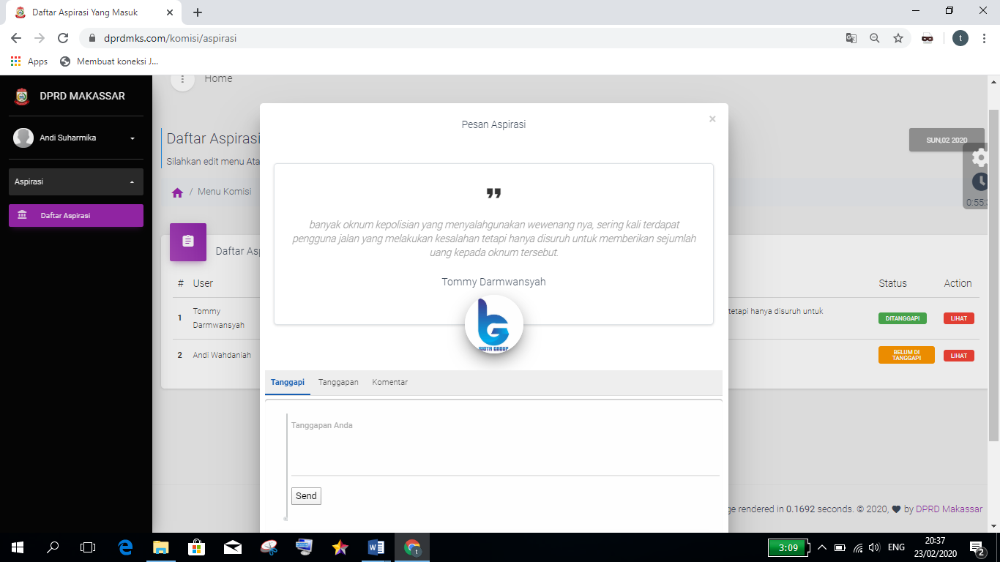 Daftar Aspirasi Yang Masuk
dprdmks.com/komisi/aspirasi
t
Apps
Membuat koneksi J...
DPRD MAKASSAR
Andi Suharmika
Aspirasi
Daftar Aspirasi
Home
Daftar Aspirasi
Silahkan edit menu Ata
/ Menu Komisi
SUN,02 2020
0:55:
Daftar Asp
# User Status Action
1 Tommy Darmwansyah
tetapi hanya disuruh untuk
DITANGGAPI
LIHAT
2 Andi Wahdaniah
BELUM DI
TANGGAPI
LIHAT
Pesan Aspirasi
×
banyak oknum kepolisian yang menyalahgunakan wewenang nya, sering kali terdapat
pengguna jalan yang melakukan kesalahan tetapi hanya disuruh untuk memberikan sejumlah
uang kepada oknum tersebut.
Tommy Darmwansyah
Tanggapi Tanggapan Komentar
Tanggapan Anda
Send
ge rendered in 0.1692 seconds. © 2020, by DPRD Makassar
3:09
ENG
20:37
23/02/2020
2